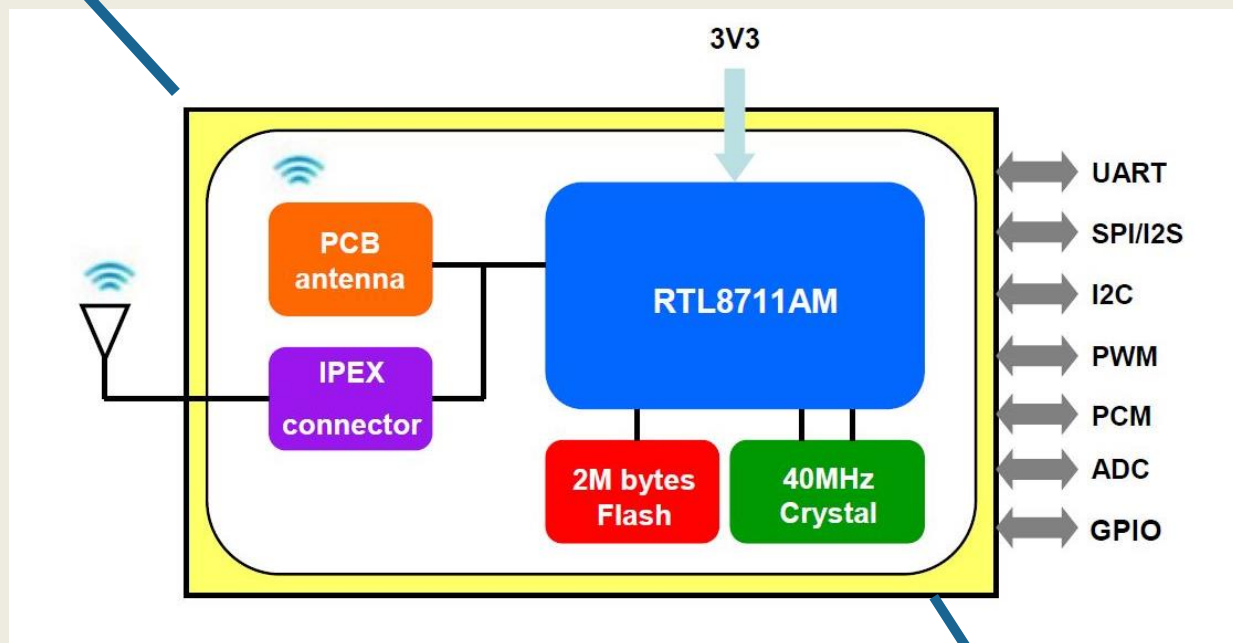 3V3
PCB
antenna
IPEX
connector
RTL8711AM
2M bytes
Flash
40MHz
Crystal
UART
SPI/I2S
I2C
PWM
PCM
ADC
GPIO